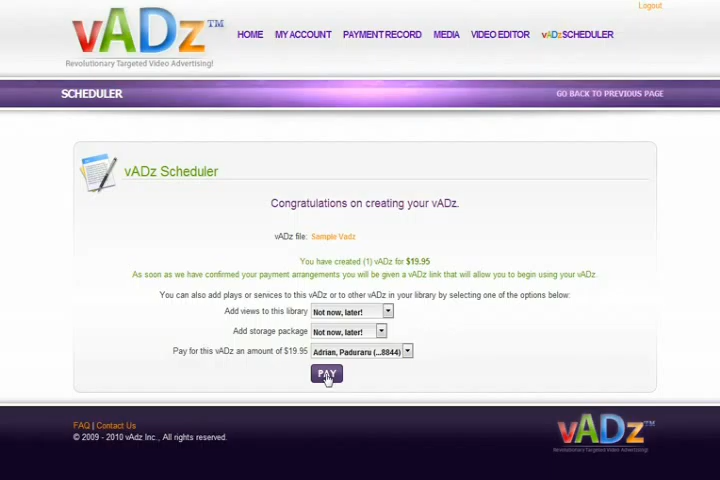 Logout
vADz™
Revolutionary Targeted Video Advertising!
HOME MY ACCOUNT PAYMENT RECORD MEDIA VIDEO EDITOR vADzSCHEDULER
SCHEDULER GO BACK TO PREVIOUS PAGE
vADz Scheduler
Congratulations on creating your vADz.
vADz file: Sample Vadz
You have created (1) vADz for $19.95
As soon as we have confirmed your payment arrangements you will be given a vADz link that will allow you to begin using your vADz.
You can also add plays or services to this vADz or to other vADz in your library by selecting one of the options below:
Add views to this library Not now, later!
Add storage package Not now, later!
Pay for this vADz an amount of $19.95 Adrian, Paduraru (...8844)
PAY
FAQ | Contact Us
© 2009 - 2010 vAdz Inc., All rights reserved.
vADz™
Revolutionary Targeted Video Advertising!